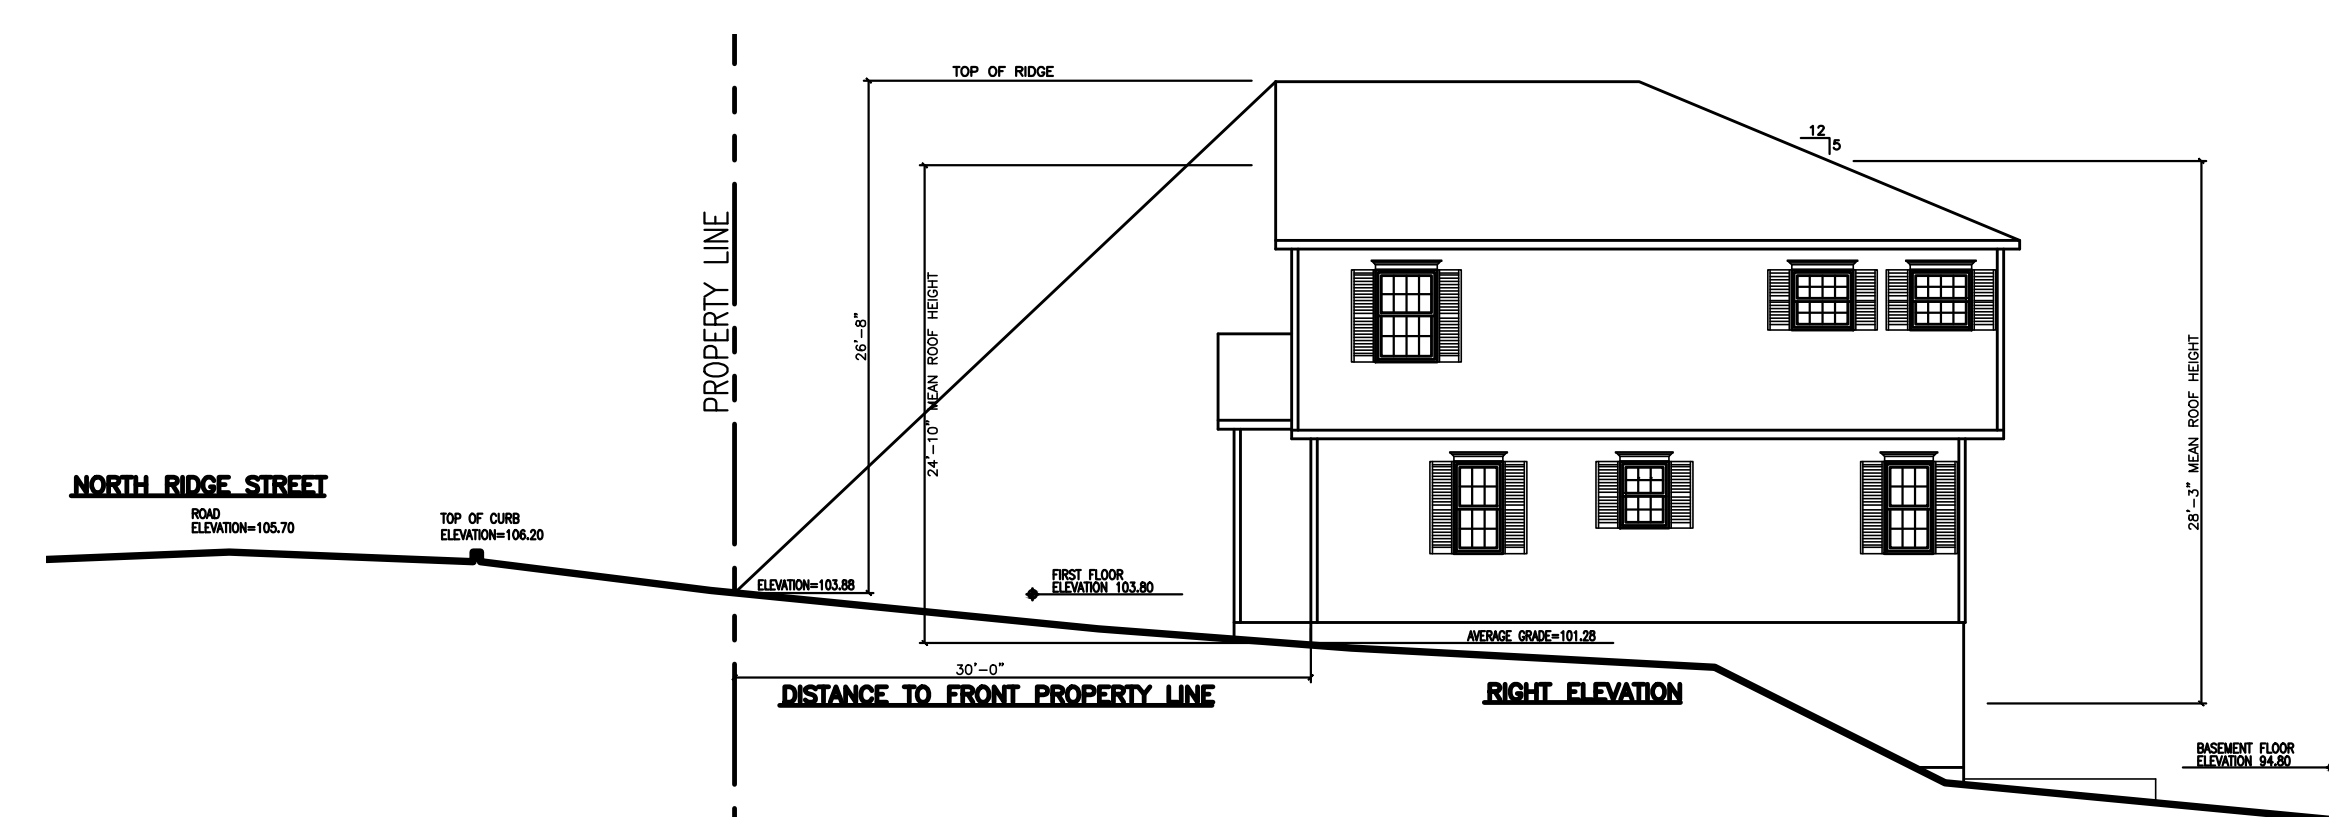 TOP OF RIDGE
12
5
PROPERTY LINE
26'-8"
24'-10" MEAN ROOF HEIGHT
28'-3" MEAN ROOF HEIGHT
NORTH RIDGE STREET
ROAD
ELEVATION=105.70
TOP OF CURB
ELEVATION=106.20
ELEVATION=103.88
FIRST FLOOR
ELEVATION 103.80
AVERAGE GRADE=101.28
30'-0"
DISTANCE TO FRONT PROPERTY LINE
RIGHT ELEVATION
BASEMENT FLOOR
ELEVATION 94.80